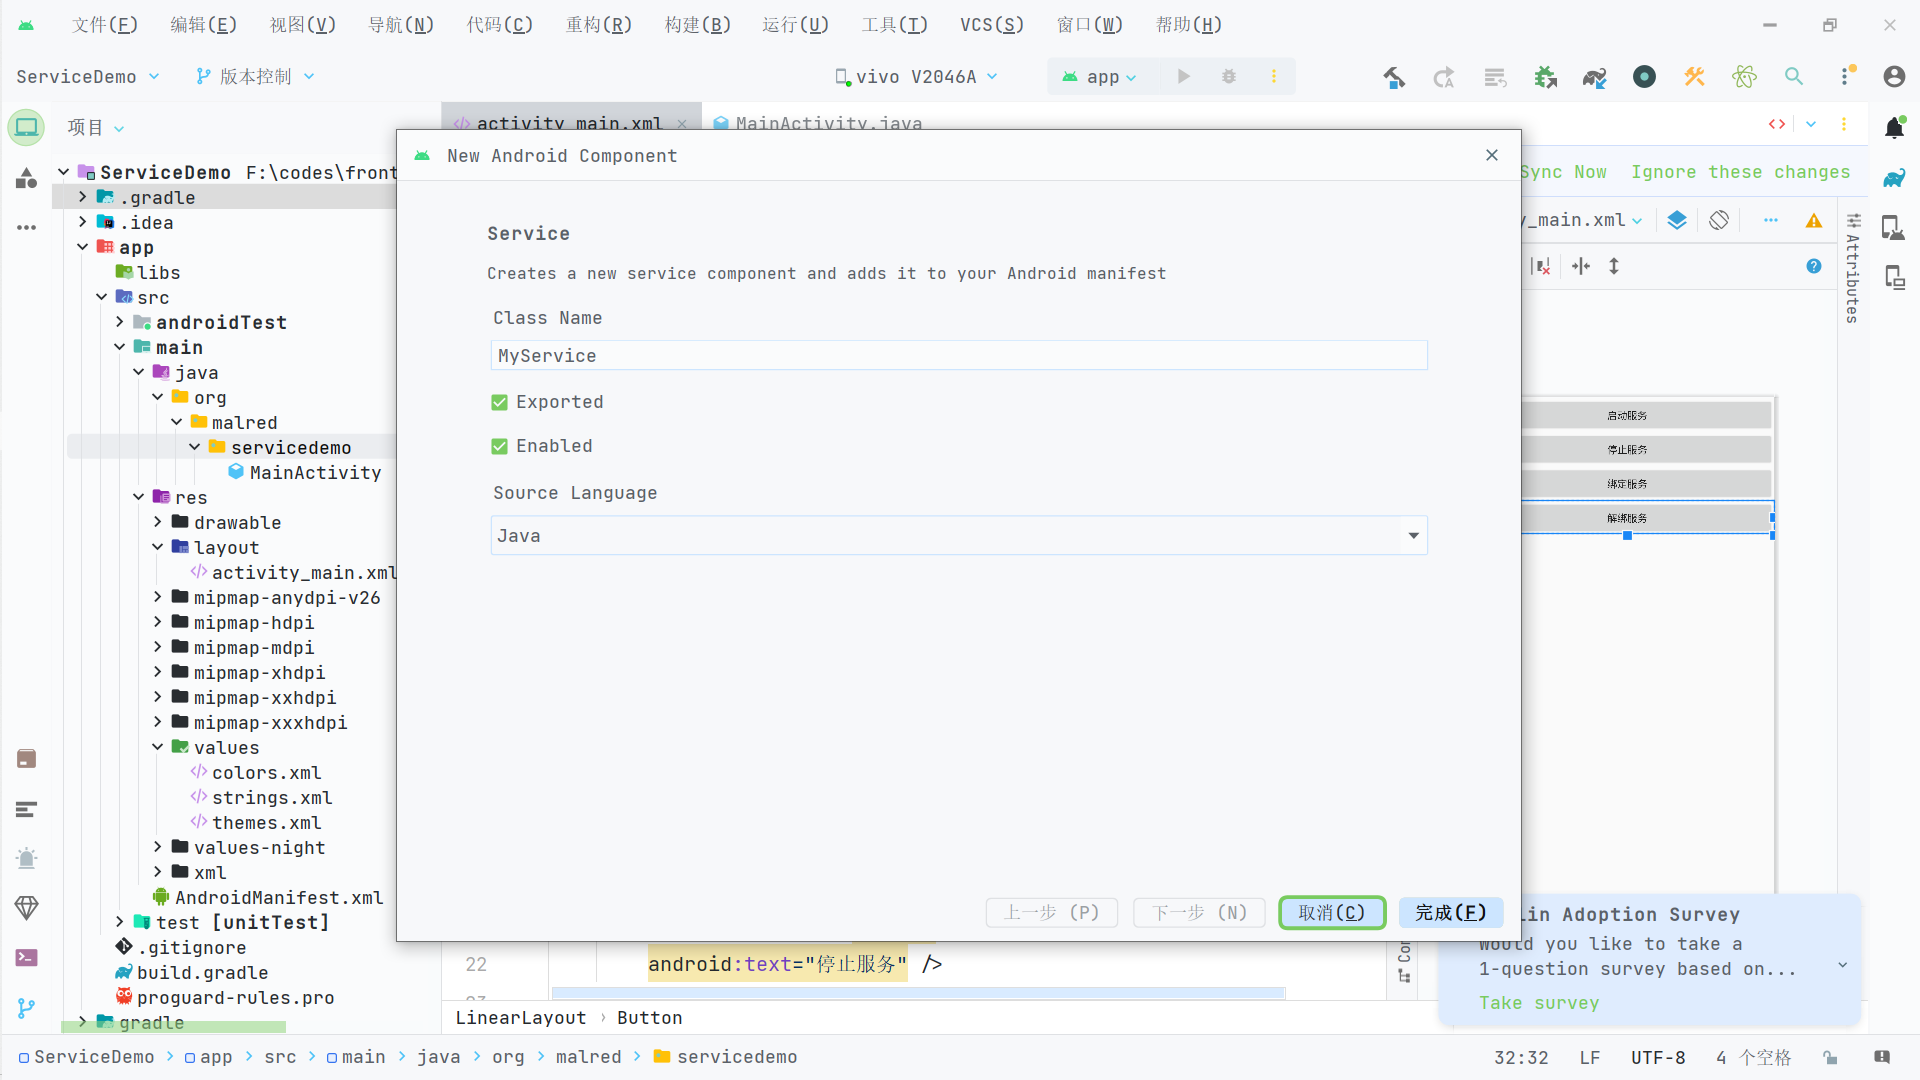 文件(F) 编辑(E) 视图(V) 导航(N) 代码(C) 重构(R) 构建(B) 运行(U) 工具(T) VCS(S) 窗口(W) 帮助(H)
ServiceDemo 版本控制 vivo V2046A app
项目
activity_main.xml MainActivity.java
New Android Component
ServiceDemo F:\codes\front
Sync Now Ignore these changes
.gradle
.idea
_main.xml
app
libs
src
androidTest
main
java
org
malred
servicedemo
MainActivity
res
drawable
layout
activity_main.xml
mipmap-anydpi-v26
mipmap-hdpi
mipmap-mdpi
mipmap-xhdpi
mipmap-xxhdpi
mipmap-xxxhdpi
values
colors.xml
strings.xml
themes.xml
values-night
xml
AndroidManifest.xml
test [unitTest]
.gitignore
build.gradle
proguard-rules.pro
gradle
Service
Creates a new service component and adds it to your Android manifest
Class Name
MyService
Exported
Enabled
Source Language
Java
上一步 (P) 下一步 (N) 取消(C) 完成(F)
Attributes
启动服务
停止服务
绑定服务
解绑服务
22 android:text="停止服务" />
LinearLayout › Button
lin Adoption Survey
Would you like to take a
1-question survey based on...
Take survey
ServiceDemo app src main java org malred servicedemo 32:32 LF UTF-8 4 个空格